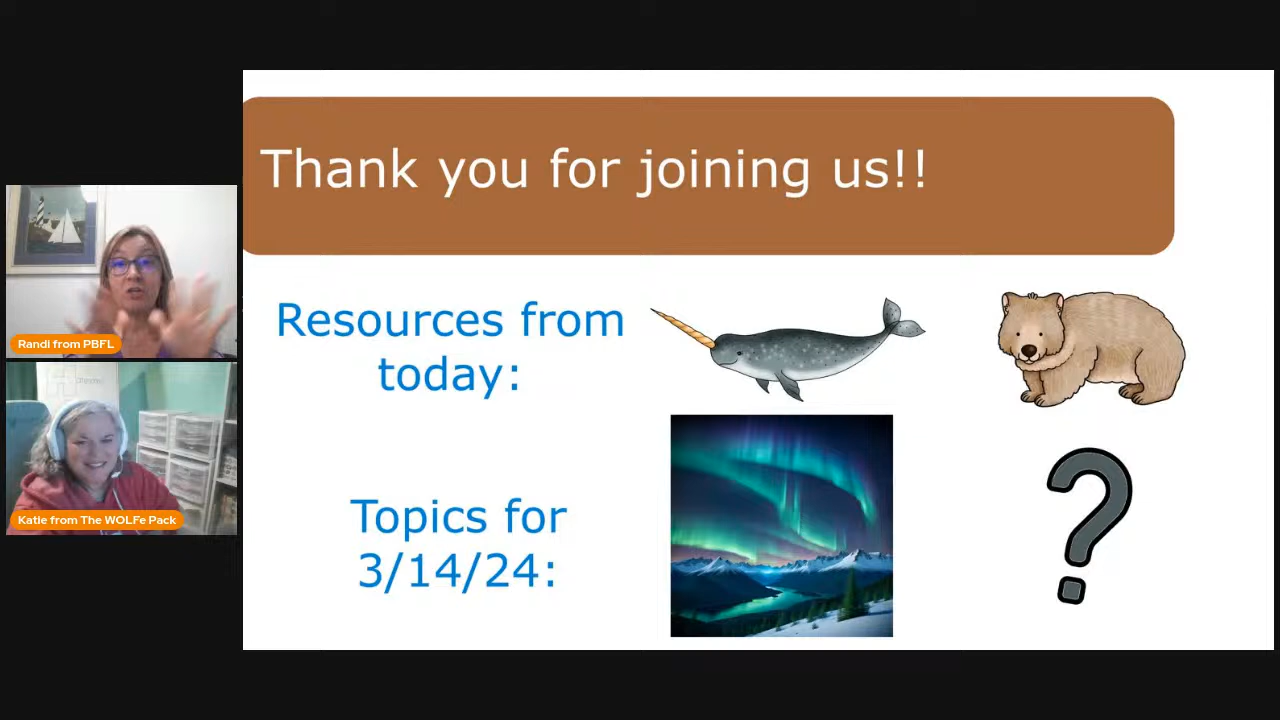 Thank you for joining us!!
Resources from
today:
Topics for
3/14/24:
Randi from PBFL
Katie from The WOLFe Pack